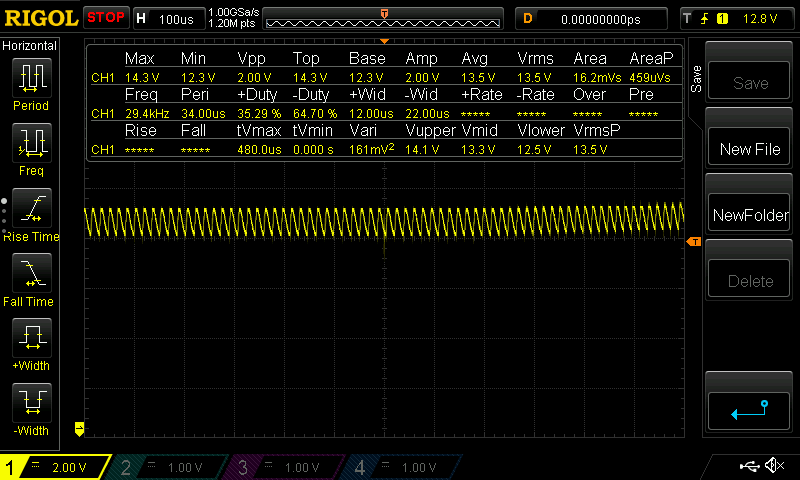 RIGOL STOP H 100us 1.00GSa/s 1.20M pts T D 0.00000000ps T 1 12.8 V
Horizontal
Period
Freq
Rise Time
Fall Time
+Width
-Width
Max Min Vpp Top Base Amp Avg Vrms Area AreaP
CH1 14.3 V 12.3 V 2.00 V 14.3 V 12.3 V 2.00 V 13.5 V 13.5 V 16.2mVs 459uVs
Freq Peri +Duty -Duty +Wid -Wid +Rate -Rate Over Pre
CH1 29.4kHz 34.00us 35.29 % 64.70 % 12.00us 22.00us ***** ***** ***** *****
Rise Fall tVmax tVmin Vari Vupper Vmid Vlower VrmsP
CH1 ***** ***** 480.0us 0.000 s 161mV² 14.1 V 13.3 V 12.5 V 13.5 V
T
Save
Save
New File
NewFolder
Delete
1 2.00 V 2 1.00 V 3 1.00 V 4 1.00 V